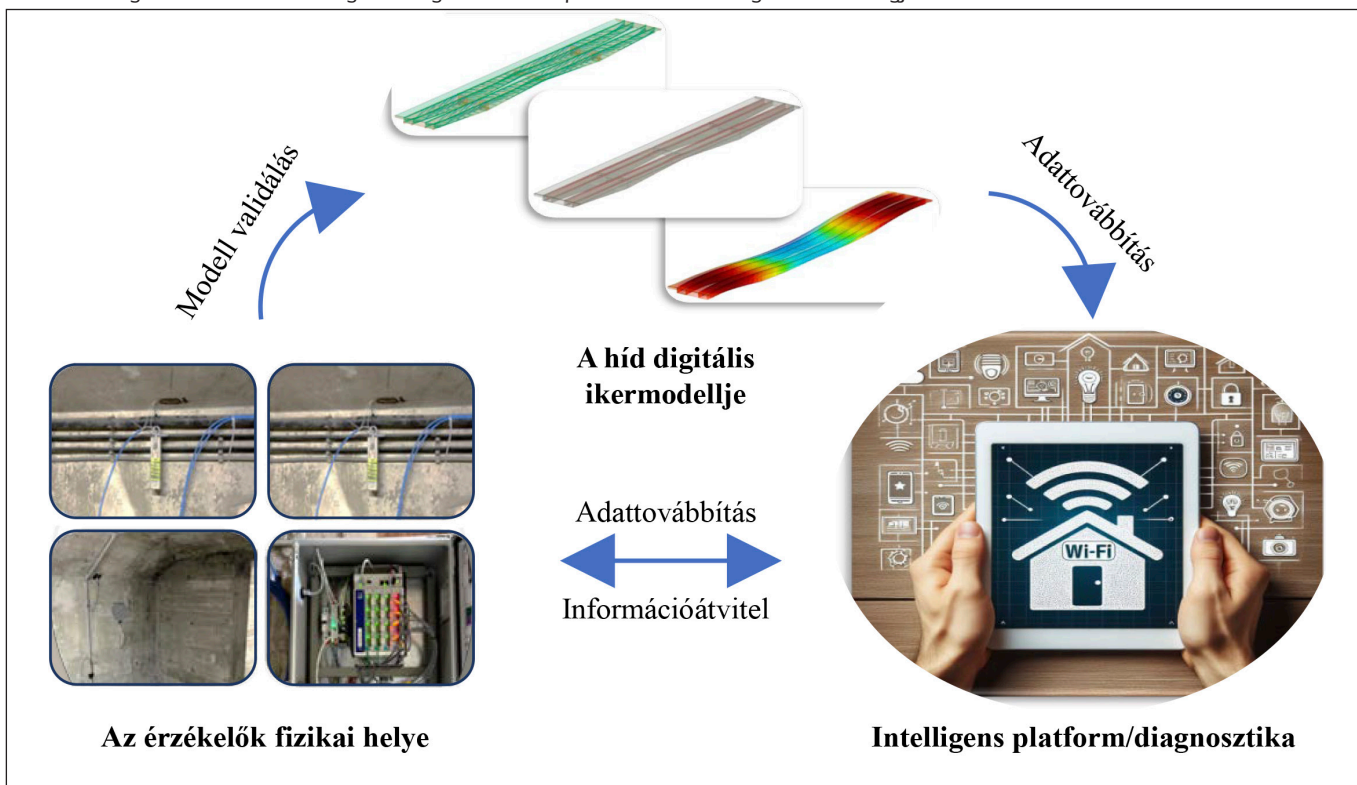 Modell validálás
Adattovábbítás
A híd digitális
ikermodellje
Adattovábbítás
Információátvitel
Wi-Fi
Az érzékelők fizikai helye
Intelligens platform/diagnosztika